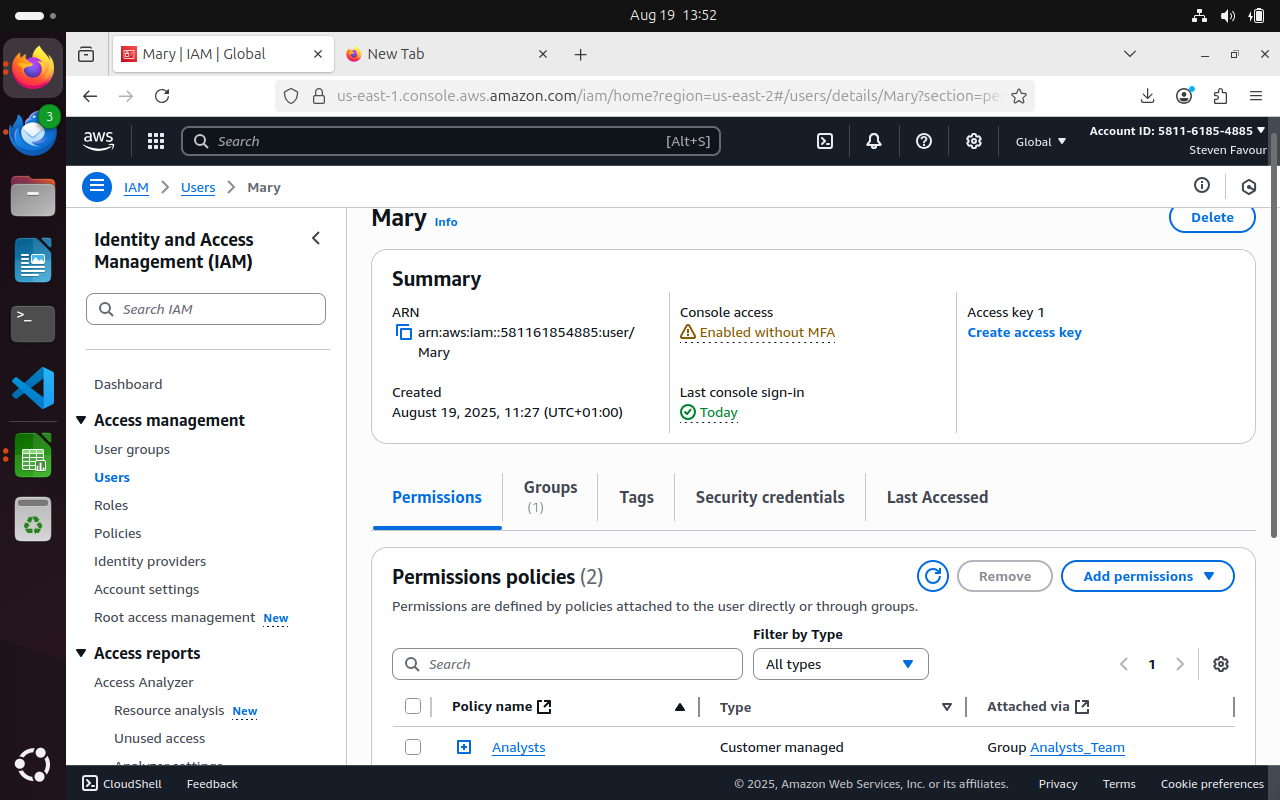 Aug 19 13:52
Mary | IAM | Global
New Tab
us-east-1.console.aws.amazon.com/iam/home?region=us-east-2#/users/details/Mary?section=pe
3
aws
Search
[Alt+S]
Global
Account ID: 5811-6185-4885
Steven Favour
IAM
Users
Mary
Identity and Access
Management (IAM)
Search IAM
Dashboard
Access management
User groups
Users
Roles
Policies
Identity providers
Account settings
Root access management New
Access reports
Access Analyzer
Resource analysis New
Unused access
Analyzer settings
Mary Info
Delete
Summary
ARN
arn:aws:iam::581161854885:user/
Mary
Console access
Enabled without MFA
Access key 1
Create access key
Created
August 19, 2025, 11:27 (UTC+01:00)
Last console sign-in
Today
Permissions
Groups
(1)
Tags
Security credentials
Last Accessed
Permissions policies (2)
Remove
Add permissions
Permissions are defined by policies attached to the user directly or through groups.
Filter by Type
Search
All types
1
Policy name
Type
Attached via
Analysts
Customer managed
Group Analysts_Team
CloudShell
Feedback
© 2025, Amazon Web Services, Inc. or its affiliates.
Privacy
Terms
Cookie preferences